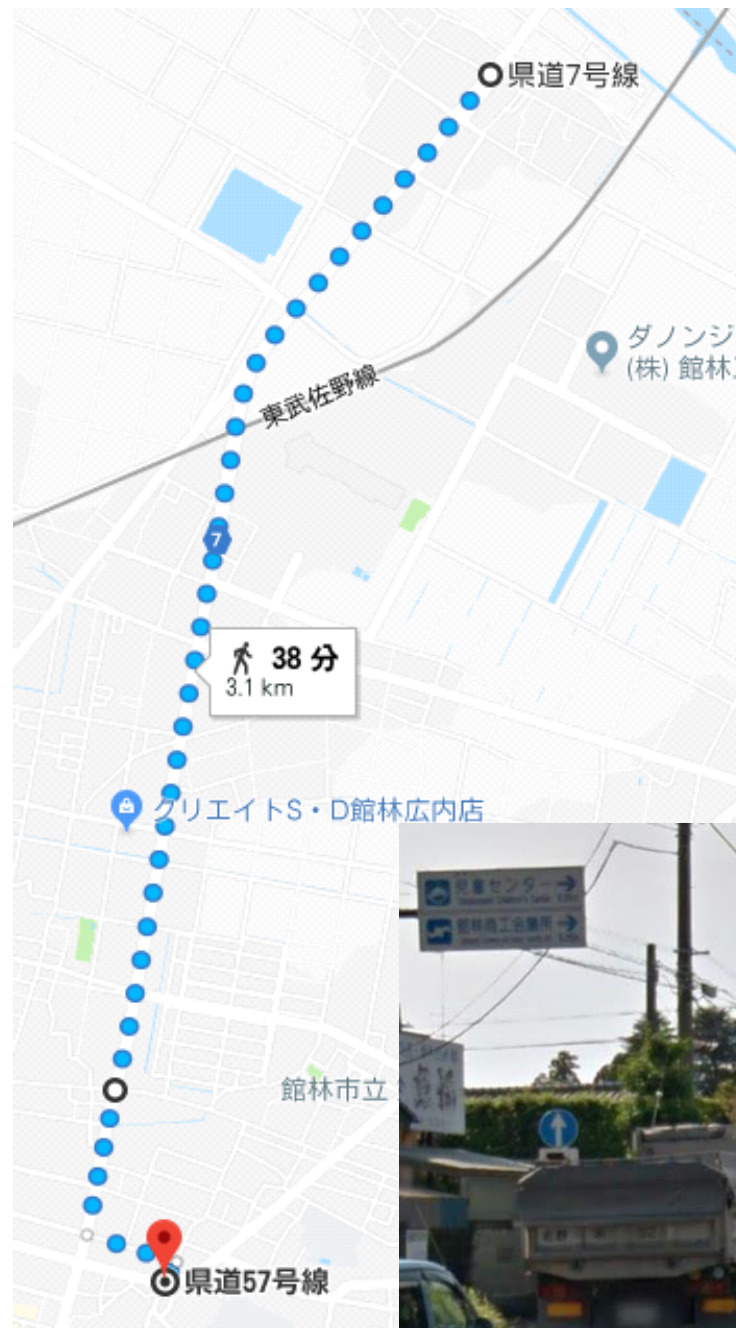 県道7号線
ダノンジ
(株) 館林
東武佐野線
7
38 分
3.1 km
クリエイトS・D館林広内店
児童センター→
館林商工会議所→
館林市立
県道57号線